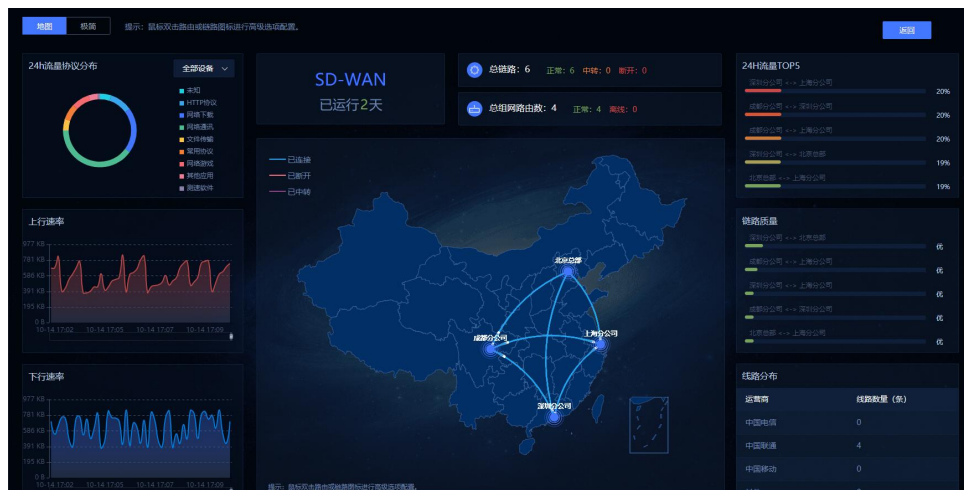 地图
极简
提示：鼠标双击路由或链路图标进行高级选项配置。
返回
24h流量协议分布
全部设备
未知
HTTP协议
网络下载
网络通讯
文件传输
常用协议
网络游戏
其他应用
测速软件
SD-WAN
已运行2天
总链路：6 正常：6 中转：0 断开：0
总组网路由数：4 正常：4 离线：0
24H流量TOP5
深圳分公司 <-> 上海分公司
20%
成都分公司 <-> 深圳分公司
20%
成都分公司 <-> 上海分公司
20%
深圳分公司 <-> 北京总部
19%
北京总部 <-> 上海分公司
19%
上行速率
977 KB
781 KB
586 KB
391 KB
195 KB
0 B
10-14 17:02 10-14 17:05 10-14 17:07 10-14 17:09
已连接
已断开
已中转
北京总部
上海分公司
成都分公司
深圳分公司
提示：鼠标双击路由或链路图标进行高级选项配置。
链路质量
深圳分公司 <-> 北京总部
优
成都分公司 <-> 上海分公司
优
深圳分公司 <-> 上海分公司
优
成都分公司 <-> 深圳分公司
优
北京总部 <-> 上海分公司
优
下行速率
977 KB
781 KB
586 KB
391 KB
195 KB
0 B
10-14 17:02 10-14 17:05 10-14 17:07 10-14 17:09
线路分布
运营商 线路数量（条）
中国电信 0
中国联通 4
中国移动 0